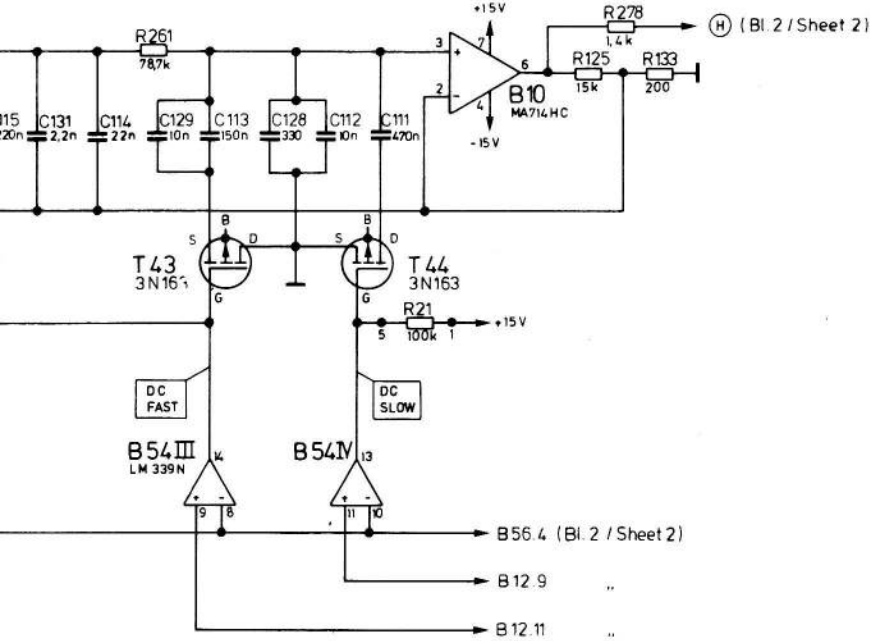 +15V
R278
1,4k
H (Bl.2/Sheet 2)
R261
78,7k
3
+
7
6
2
-
4
B10
MA714HC
-15V
R125
15k
R133
200
C131
2,2n
C114
22n
C129
10n
C113
150n
C128
330
C112
10n
C111
470n
S
B
D
G
T43
S
B
D
G
T44
3N163
R21
100k
5
1
+15V
DC
FAST
DC
SLOW
B54III
LM339N
14
+
-
9
8
B54IV
13
+
-
11
10
B56.4 (Bl. 2 / Sheet 2)
B12.9 "
B12.11 "